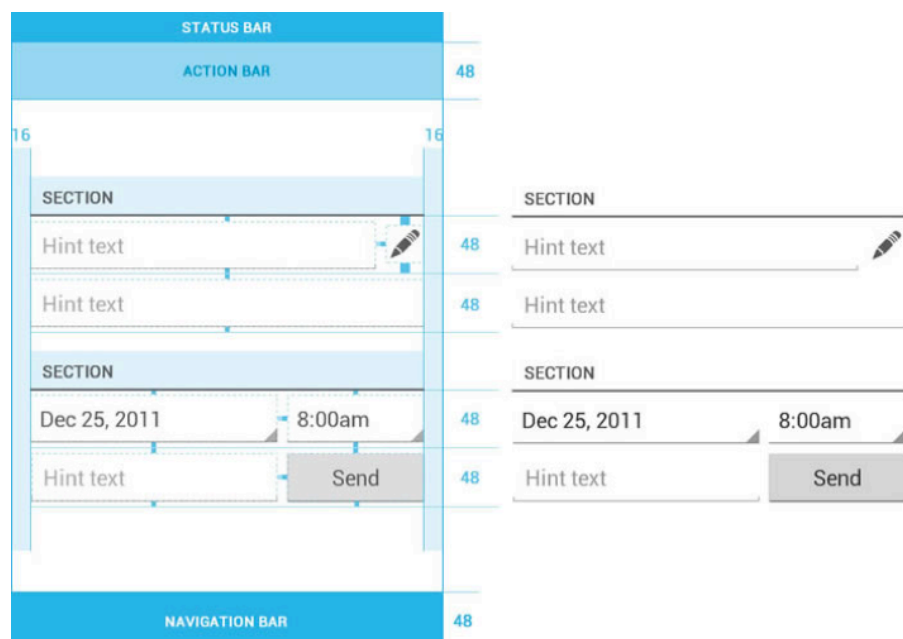 STATUS BAR
ACTION BAR
48
16
16
SECTION
Hint text
48
Hint text
48
SECTION
Dec 25, 2011
8:00am
48
Hint text
Send
48
NAVIGATION BAR
48
SECTION
Hint text
Hint text
SECTION
Dec 25, 2011
8:00am
Hint text
Send